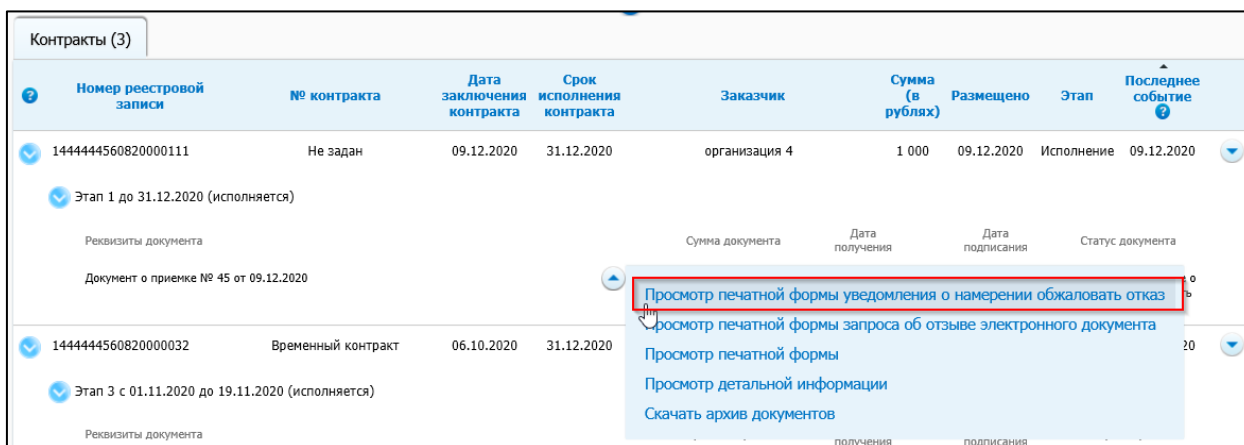 Контракты (3)
Номер реестровой записи № контракта Дата заключения контракта Срок исполнения контракта Заказчик Сумма (в рублях) Размещено Этап Последнее событие
1444444560820000111 Не задан 09.12.2020 31.12.2020 организация 4 1 000 09.12.2020 Исполнение 09.12.2020
Этап 1 до 31.12.2020 (исполняется)
Реквизиты документа Сумма документа Дата получения Дата подписания Статус документа
Документ о приемке № 45 от 09.12.2020
Просмотр печатной формы уведомления о намерении обжаловать отказ
Просмотр печатной формы запроса об отзыве электронного документа
1444444560820000032 Временный контракт 06.10.2020 31.12.2020
Просмотр печатной формы
Просмотр детальной информации
Этап 3 с 01.11.2020 до 19.11.2020 (исполняется)
Скачать архив документов
Реквизиты документа